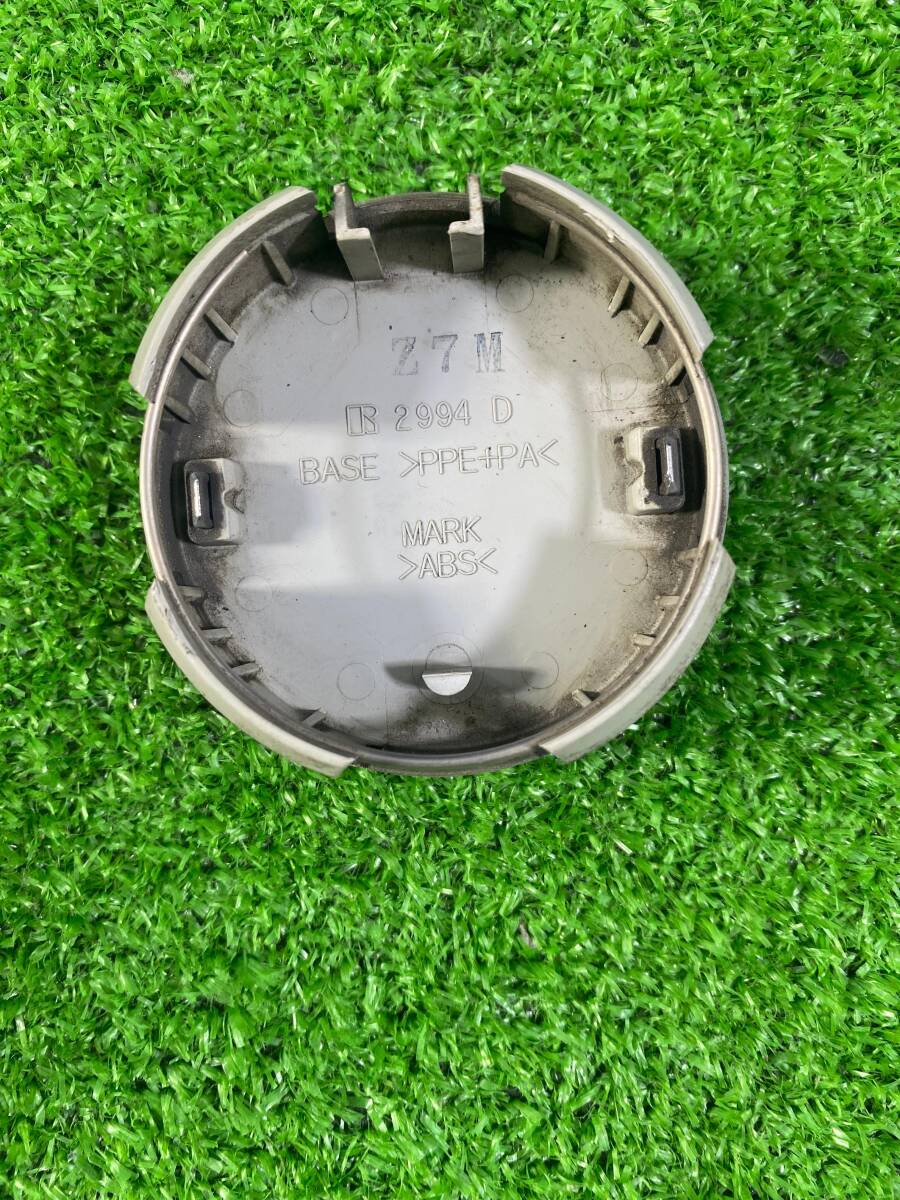 Z7M
R 2994 D
BASE >PPE+PA<
MARK
>ABS<